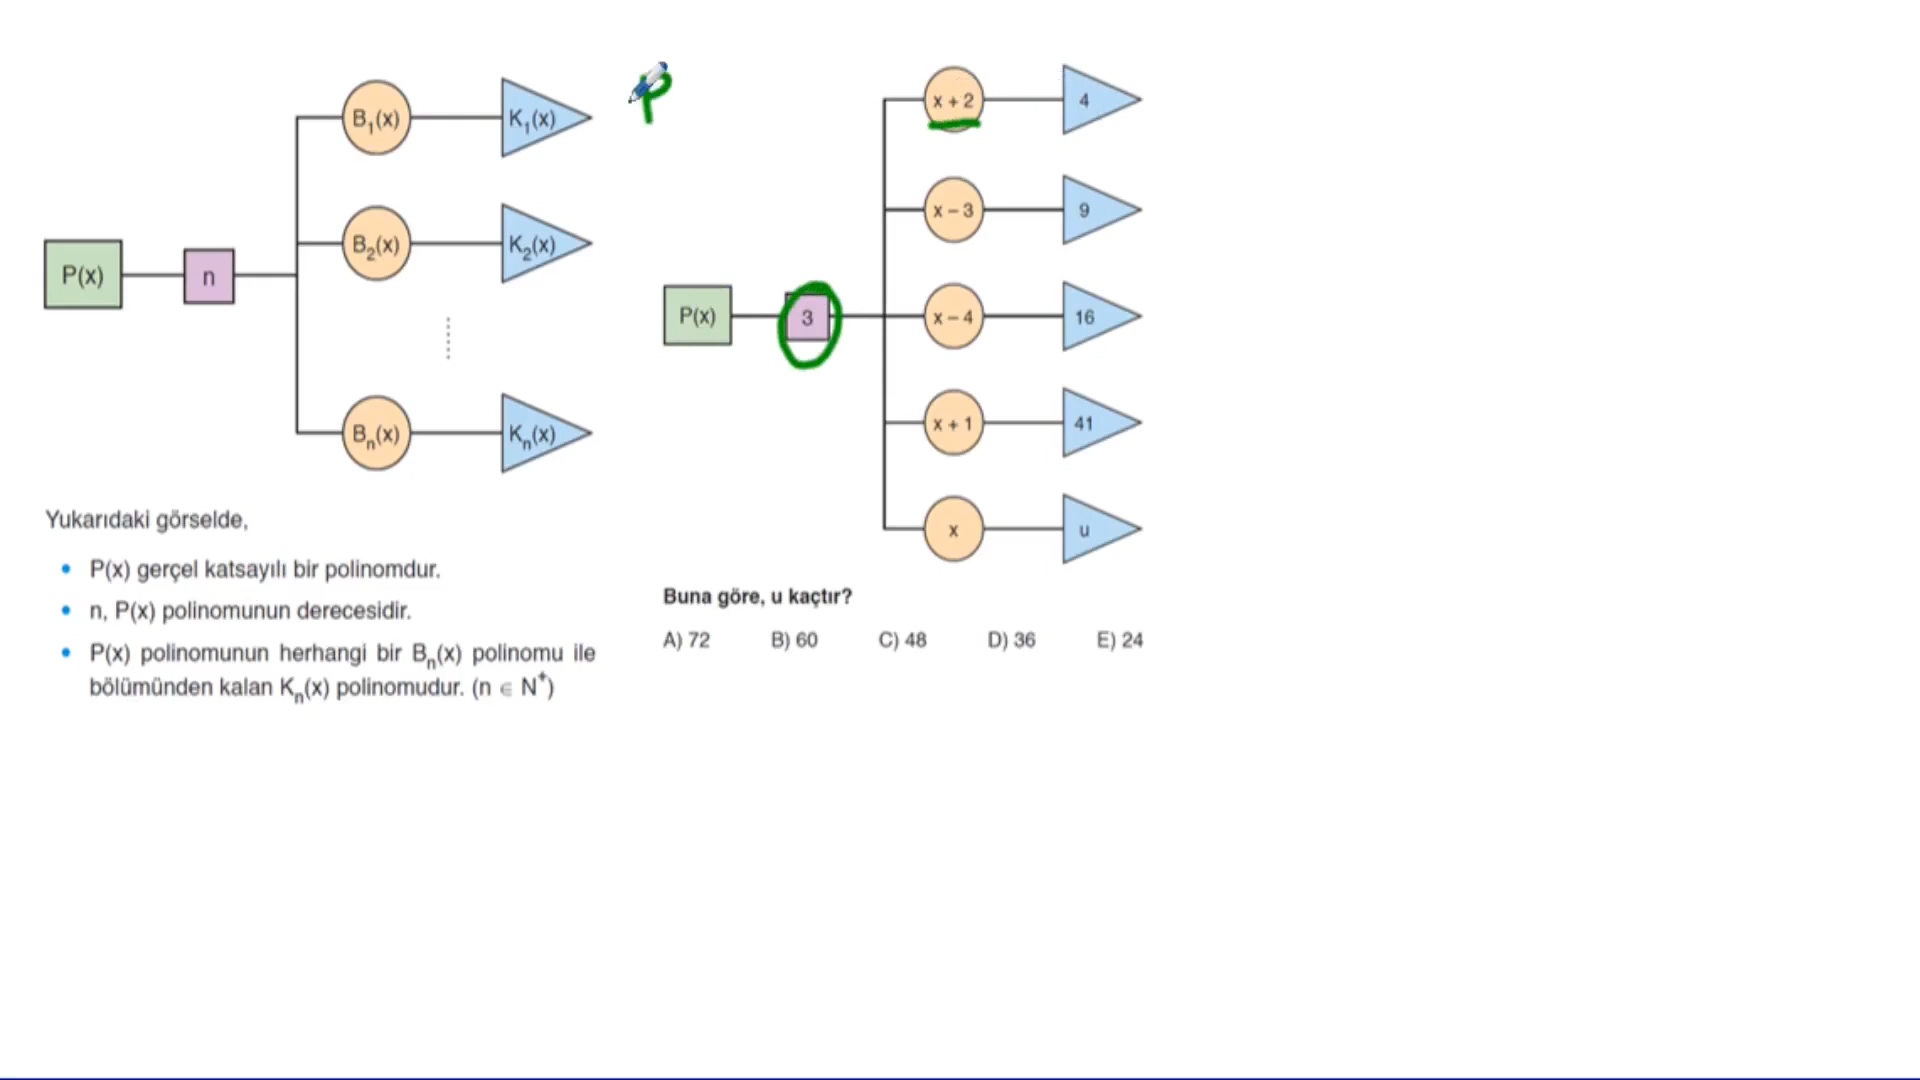 B₁(x) K₁(x)
B₂(x) K₂(x)
P(x) n
Bₙ(x) Kₙ(x)
Yukarıdaki görselde,
• P(x) gerçel katsayılı bir polinomdur.
• n, P(x) polinomunun derecesidir.
• P(x) polinomunun herhangi bir Bₙ(x) polinomu ile
bölümünden kalan Kₙ(x) polinomudur. (n ∈ N⁺)
P
x + 2 4
x – 3 9
P(x) 3 x – 4 16
x + 1 41
x u
Buna göre, u kaçtır?
A) 72 B) 60 C) 48 D) 36 E) 24